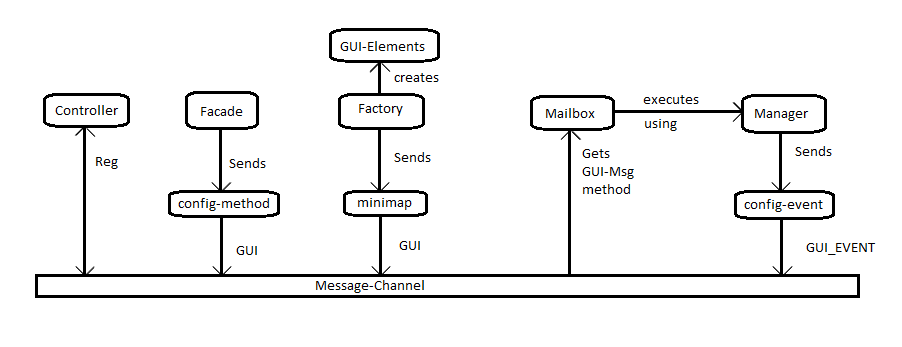 GUI-Elements
creates
Controller
Facade
Factory
Mailbox
executes
using
Manager
Reg
Sends
Sends
Gets
GUI-Msg
method
Sends
config-method
minimap
config-event
GUI
GUI
GUI_EVENT
Message-Channel